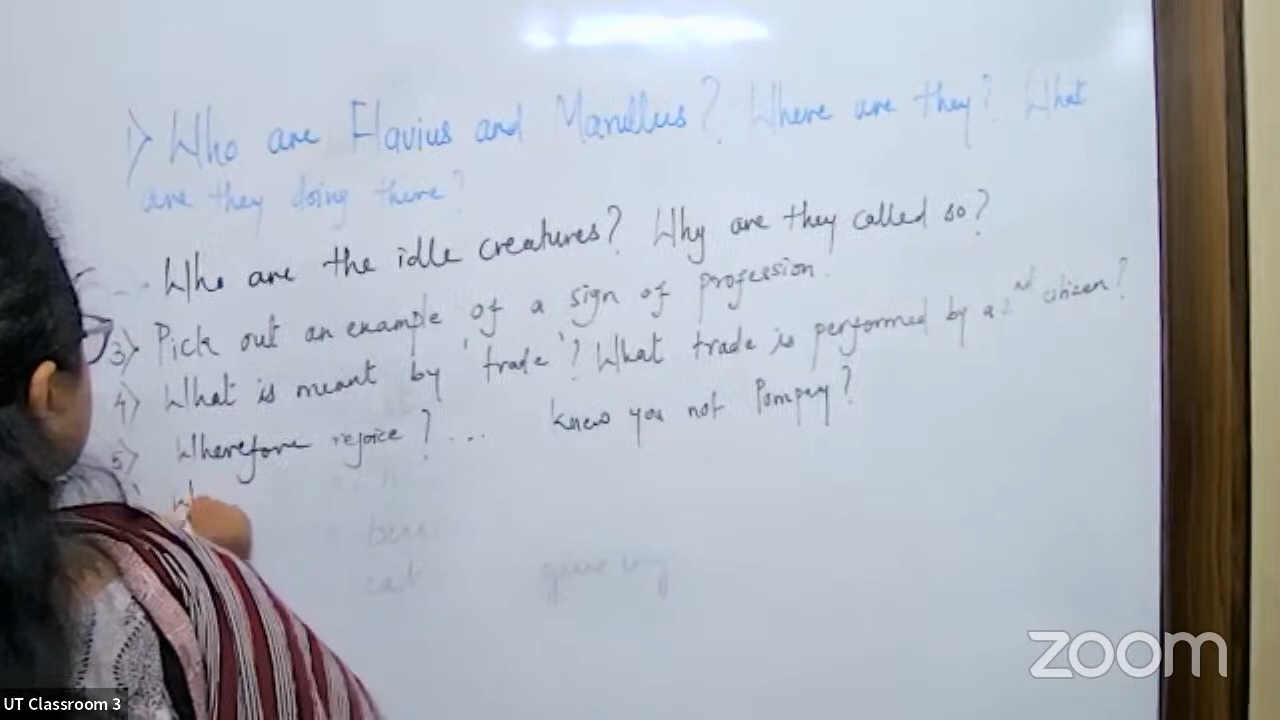 1) Who are Flavius and Marullus? Where are they? What
are they doing there?
Who are the idle creatures? Why are they called so?
3) Pick out an example of a sign of profession.
4) What is meant by 'trade'? What trade is performed by a 2nd citizen?
5) Wherefore rejoice? ... knew you not Pompey?
cat
zoom
UT Classroom 3